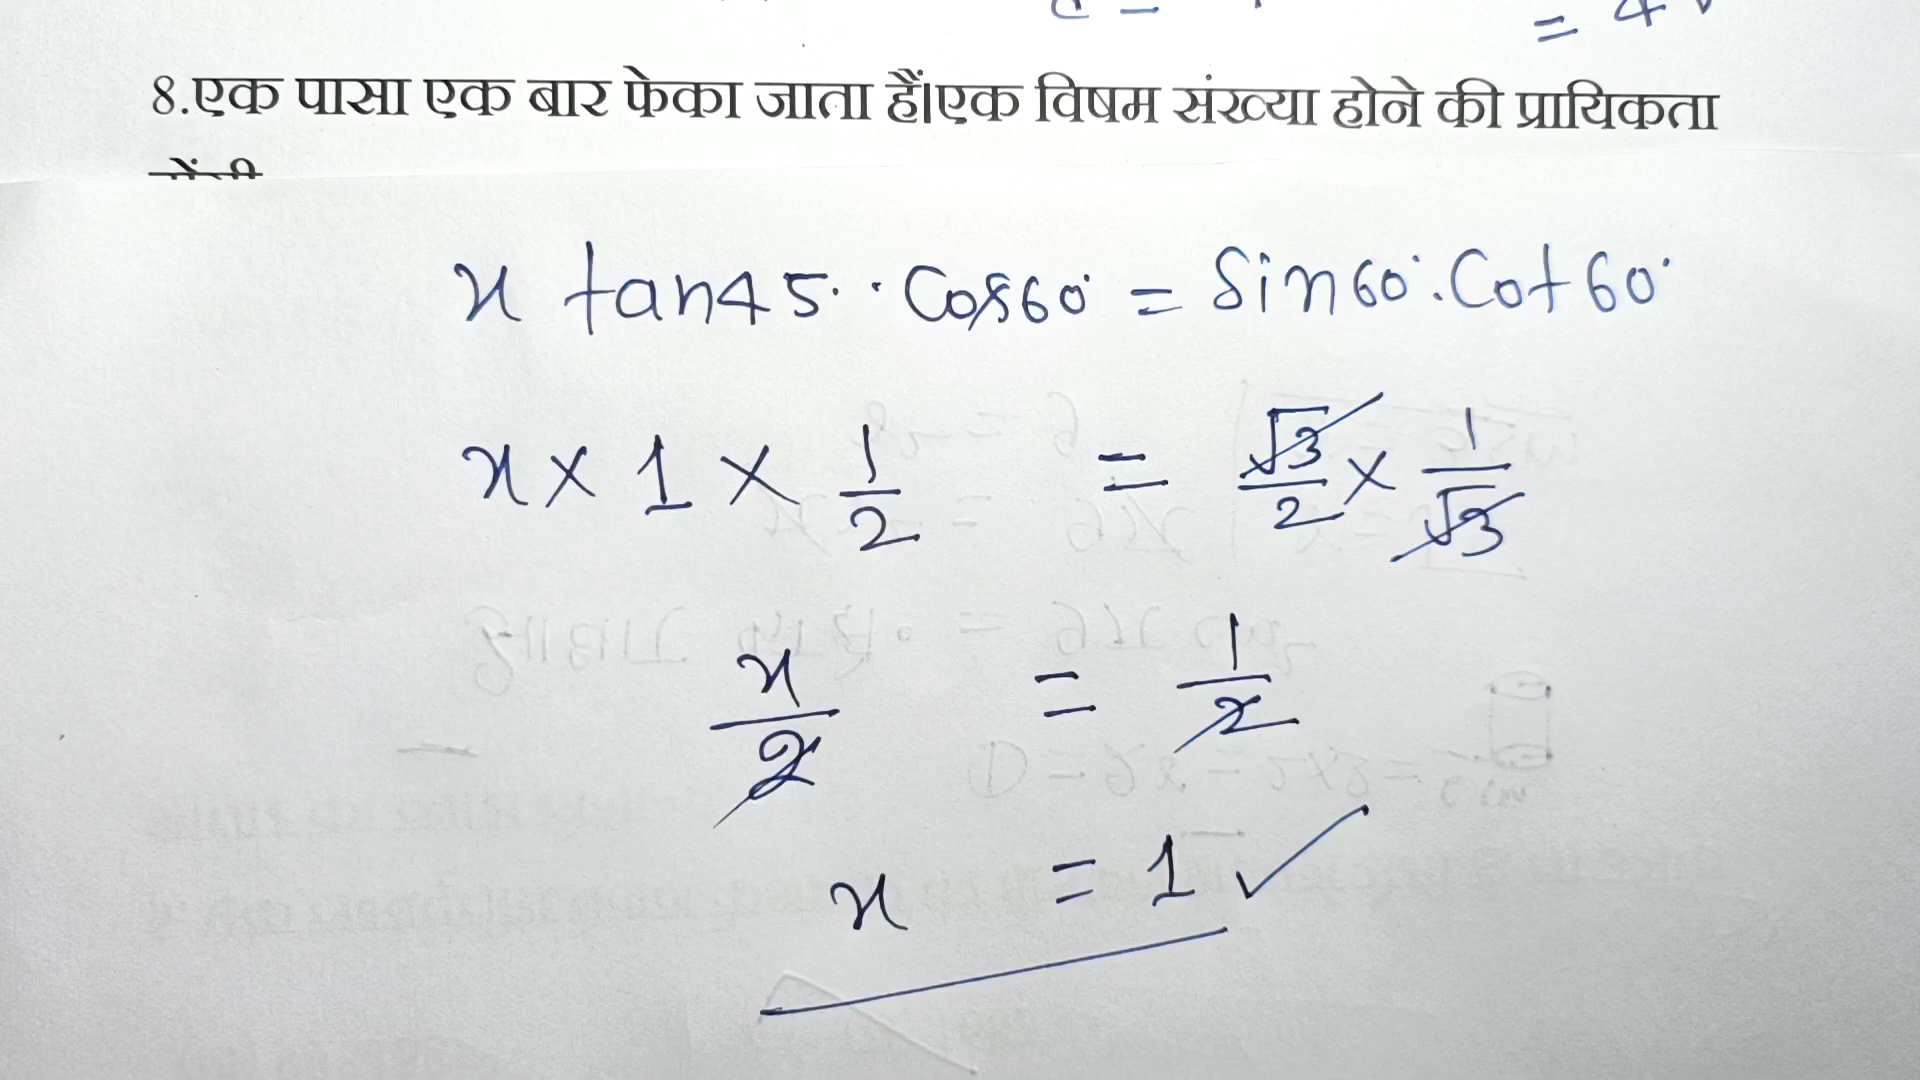 = 4
8.एक पासा एक बार फेका जाता हैं।एक विषम संख्या होने की प्रायिकता
x tan45°· Cos60° = Sin60°·Cot60°
x × 1 × 1/2 = √3/2 × 1/√3
x/2 = 1/2
x = 1 ✓